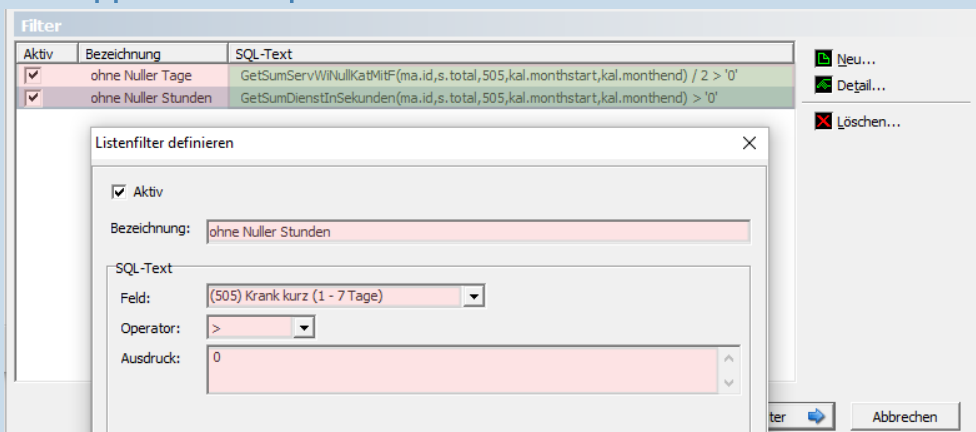 Filter
Aktiv Bezeichnung SQL-Text
ohne Nuller Tage GetSumServWiNullKatMitF(ma.id,s.total,505,kal.monthstart,kal.monthend) / 2 > '0'
ohne Nuller Stunden GetSumDienstInSekunden(ma.id,s.total,505,kal.monthstart,kal.monthend) > '0'
Neu...
Detail...
Löschen...
Listenfilter definieren
Aktiv
Bezeichnung: ohne Nuller Stunden
SQL-Text
Feld: (505) Krank kurz (1 - 7 Tage)
Operator: >
Ausdruck: 0
ter Abbrechen